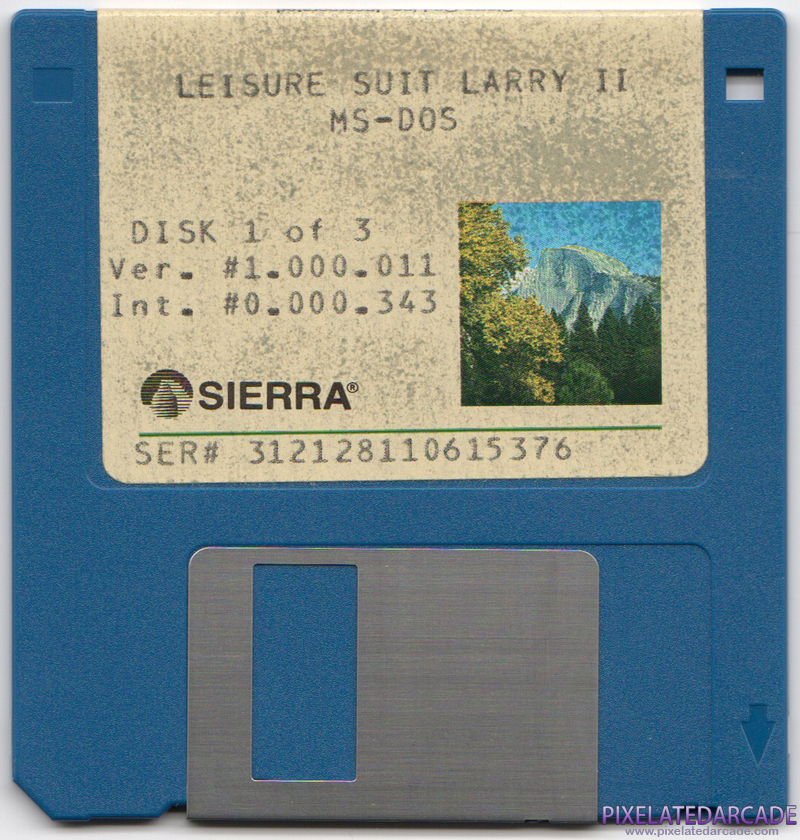 LEISURE SUIT LARRY II
MS-DOS
DISK 1 of 3
Ver. #1.000.011
Int. #0.000.343
SIERRA®
SER# 312128110615376
PIXELATEDARCADE
www.pixelatedarcade.com